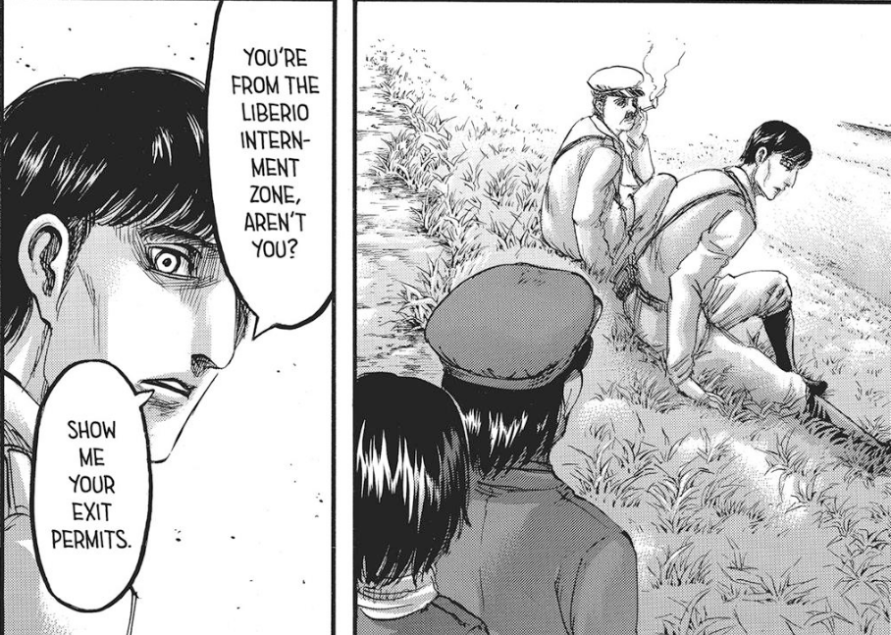 YOU'RE
FROM THE
LIBERIO
INTERN-
MENT
ZONE,
AREN'T
YOU?
SHOW
ME
YOUR
EXIT
PERMITS.